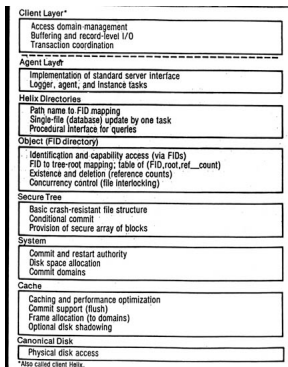 Client Layer*
Access domain-management
Buffering and record-level I/O
Transaction coordination
Agent Layer
Implementation of standard server interface
Logger, agent, and instance tasks
Helix Directories
Path name to FID mapping
Single-file (database) update by one task
Procedural interface for queries
Object (FID directory)
Identification and capability access (via FIDs)
FID to tree-root mapping; table of (FID,root,ref_count)
Existence and deletion (reference counts)
Concurrency control (file interlocking)
Secure Tree
Basic crash-resistant file structure
Conditional commit
Provision of secure array of blocks
System
Commit and restart authority
Disk space allocation
Commit domains
Cache
Caching and performance optimization
Commit support (flush)
Frame allocation (to domains)
Optional disk shadowing
Canonical Disk
Physical disk access
*Also called client Helix.